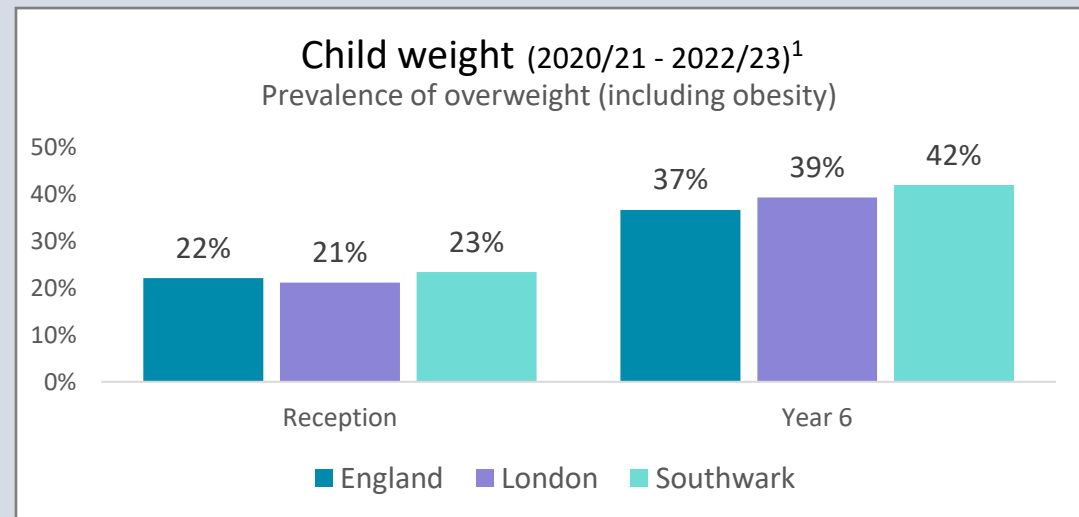 Child weight (2020/21 - 2022/23)1
Prevalence of overweight (including obesity)
50%
40%
30%
20%
10%
0%
22%
21%
23%
37%
39%
42%
Reception
Year 6
England London Southwark